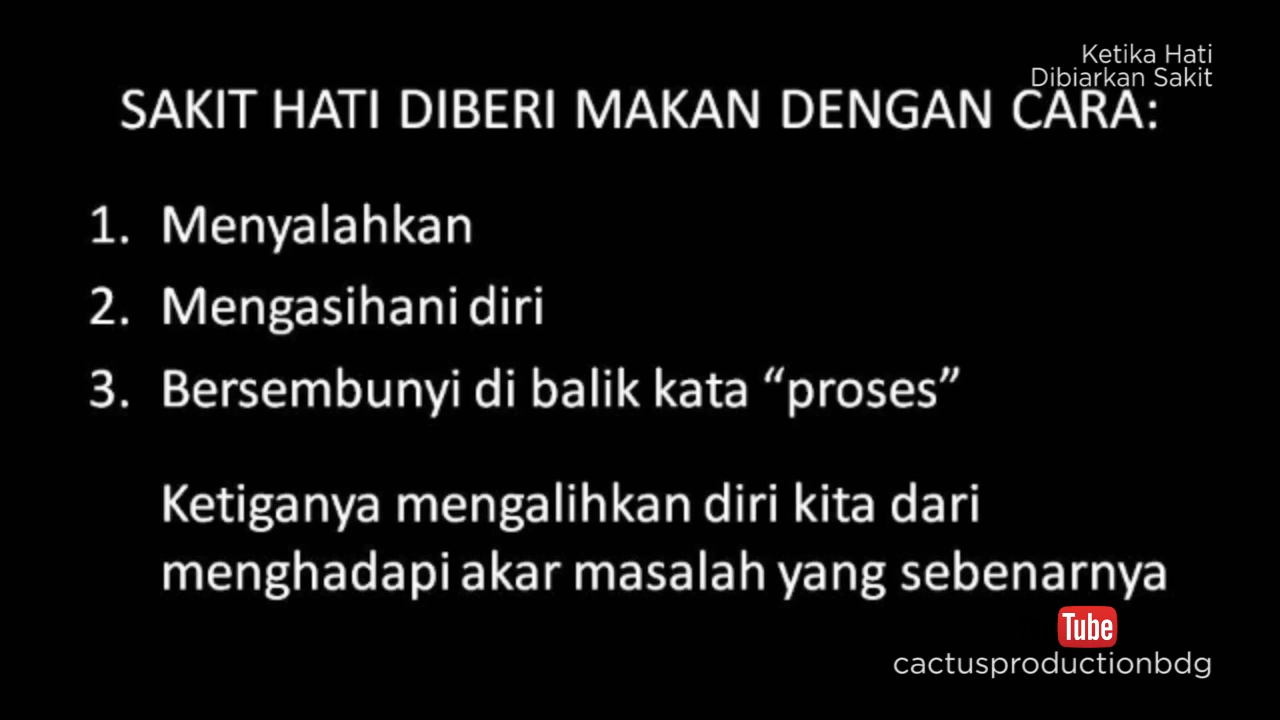 Ketika Hati
Dibiarkan Sakit
SAKIT HATI DIBERI MAKAN DENGAN CARA:
1. Menyalahkan
2. Mengasihani diri
3. Bersembunyi di balik kata “proses”
Ketiganya mengalihkan diri kita dari
menghadapi akar masalah yang sebenarnya
Tube
cactusproductionbdg